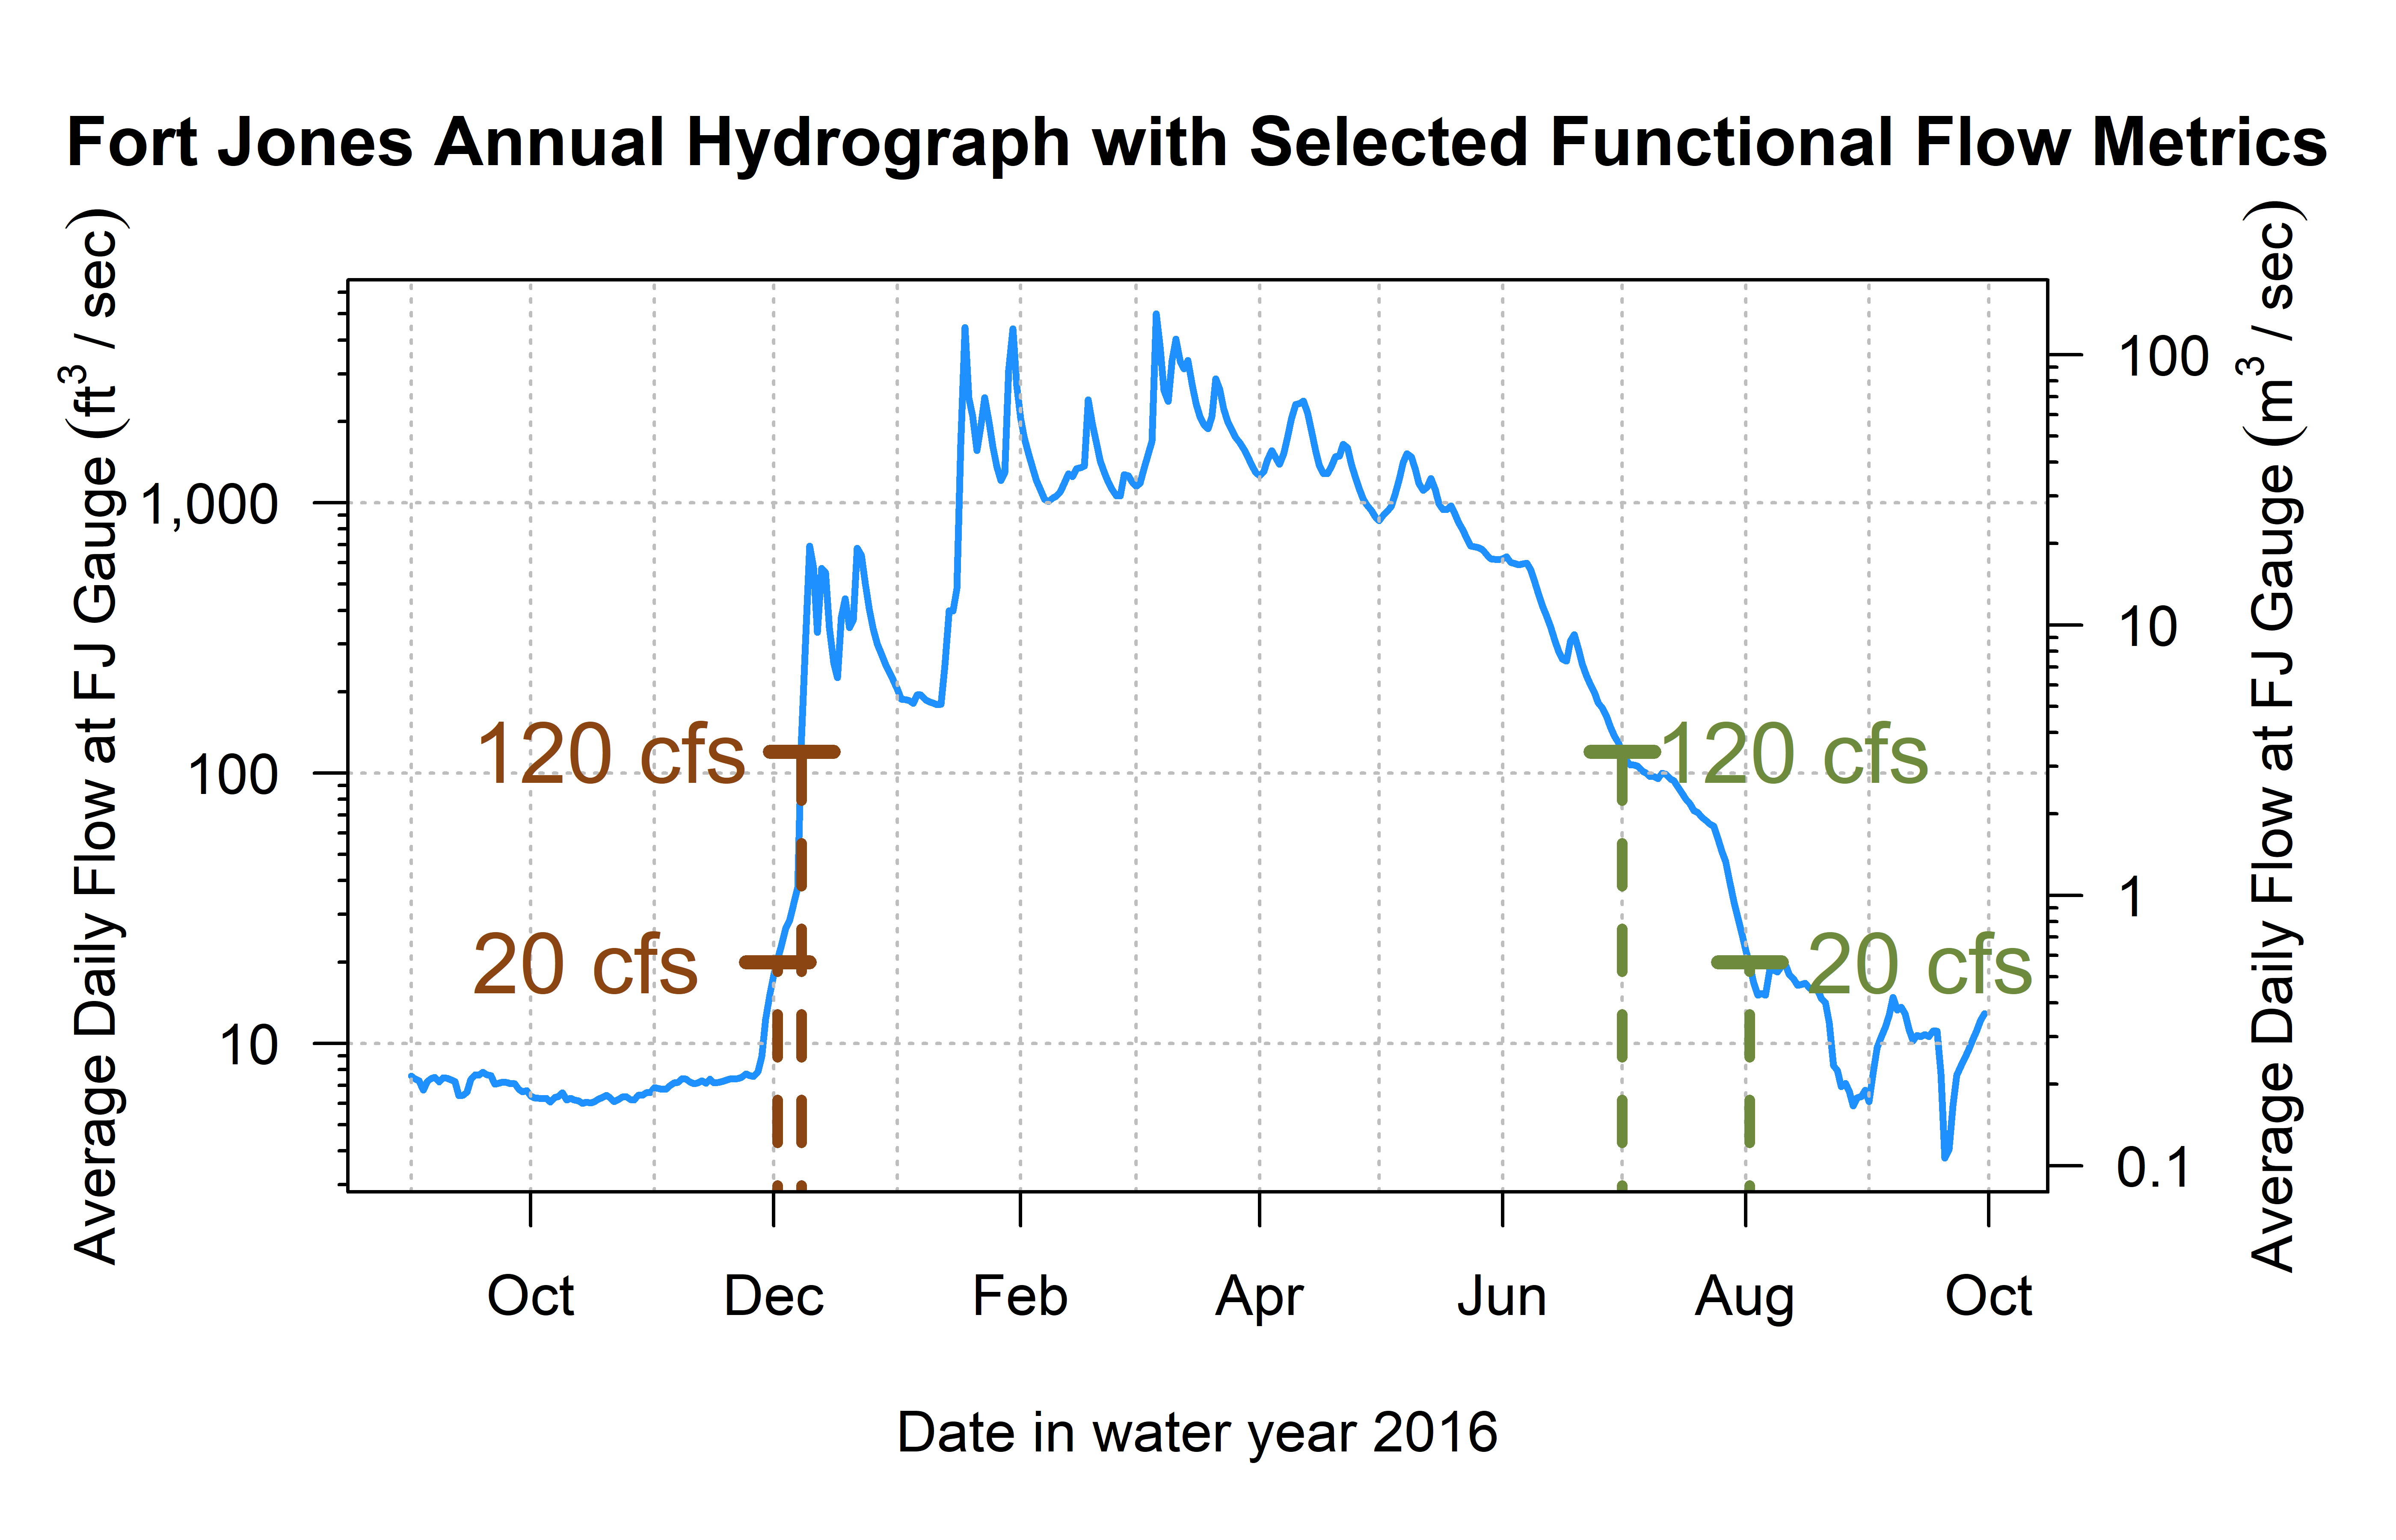 Fort Jones Annual Hydrograph with Selected Functional Flow Metrics
Average Daily Flow at FJ Gauge (ft³ / sec)
1,000
100
10
120 cfs
20 cfs
120 cfs
20 cfs
100
10
1
0.1
Average Daily Flow at FJ Gauge (m³ / sec)
Oct Dec Feb Apr Jun Aug Oct
Date in water year 2016